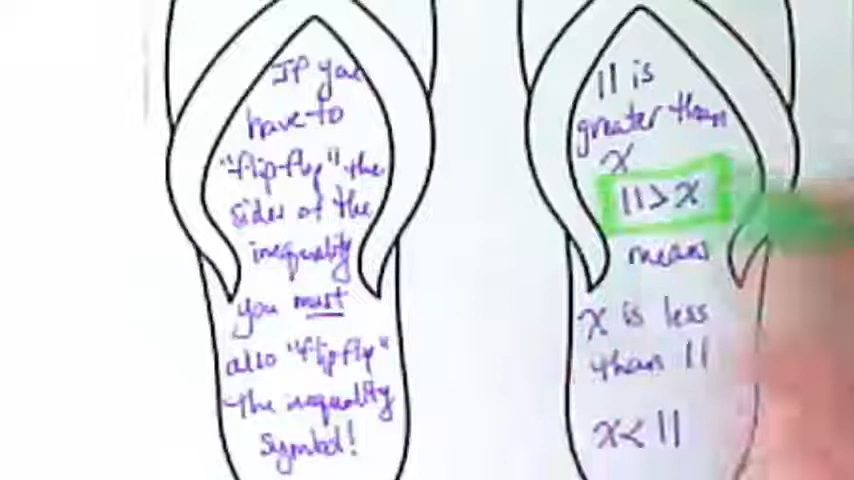 If you
have to
"flip-flop" the
sides of the
inequality
you must
also "flip flop"
the inequality
symbol!
11 is
greater than
x
11 > x
means
x is less
than 11
x < 11